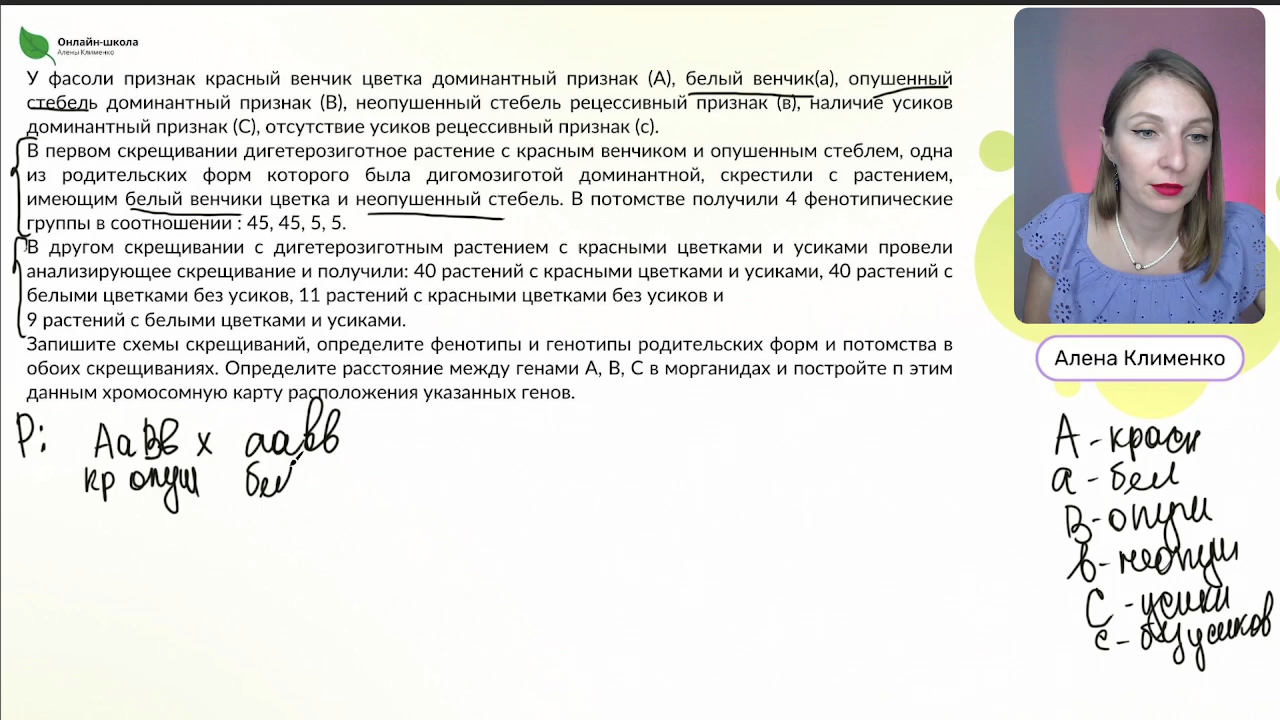 Онлайн-школа
Алены Клименко
У фасоли признак красный венчик цветка доминантный признак (А), белый венчик(а), опушенный
стебель доминантный признак (В), неопушенный стебель рецессивный признак (в), наличие усиков
доминантный признак (С), отсутствие усиков рецессивный признак (с).
В первом скрещивании дигетерозиготное растение с красным венчиком и опушенным стеблем, одна
из родительских форм которого была дигомозиготой доминантной, скрестили с растением,
имеющим белый венчики цветка и неопушенный стебель. В потомстве получили 4 фенотипические
группы в соотношении : 45, 45, 5, 5.
В другом скрещивании с дигетерозиготным растением с красными цветками и усиками провели
анализирующее скрещивание и получили: 40 растений с красными цветками и усиками, 40 растений с
белыми цветками без усиков, 11 растений с красными цветками без усиков и
9 растений с белыми цветками и усиками.
Запишите схемы скрещиваний, определите фенотипы и генотипы родительских форм и потомства в
обоих скрещиваниях. Определите расстояние между генами А, В, С в морганидах и постройте п этим
данным хромосомную карту расположения указанных генов.
Алена Клименко
P: АаВв х аавв
кр опуш бел
А - красн
а - бел
В - опуш
в - неопуш
С - усики
с - без усиков